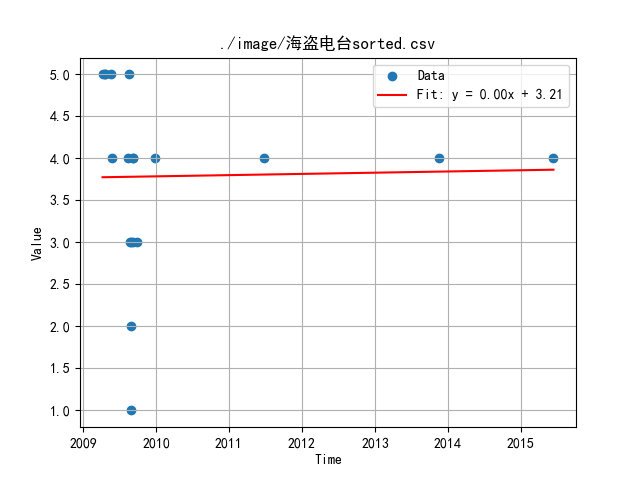 ./image/海盗电台sorted.csv
Data
Fit: y = 0.00x + 3.21
5.0
4.5
4.0
3.5
3.0
2.5
2.0
1.5
1.0
Value
2009 2010 2011 2012 2013 2014 2015
Time